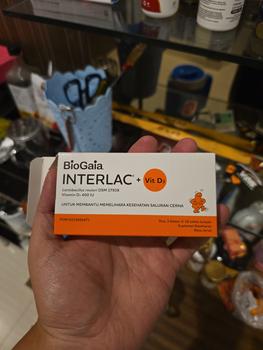 BioGaia
INTERLAC + Vit D₃
Lactobacillus reuteri DSM 17938
Vitamin D₃ 400 IU
UNTUK MEMBANTU MEMELIHARA KESEHATAN SALURAN CERNA